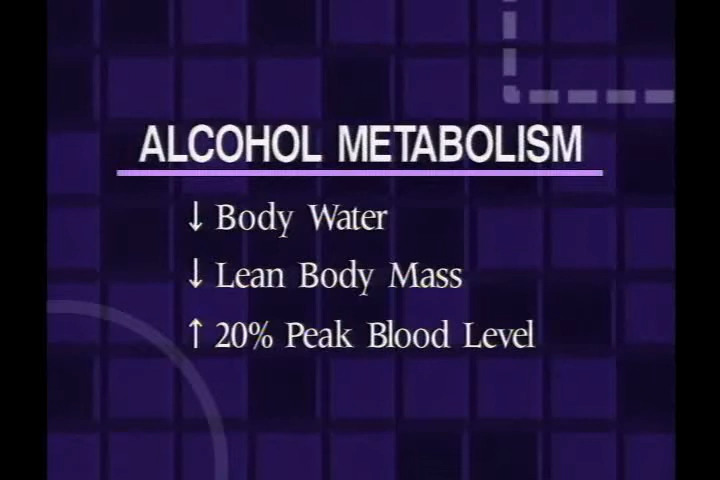 ALCOHOL METABOLISM
↓ Body Water
↓ Lean Body Mass
↑ 20% Peak Blood Level